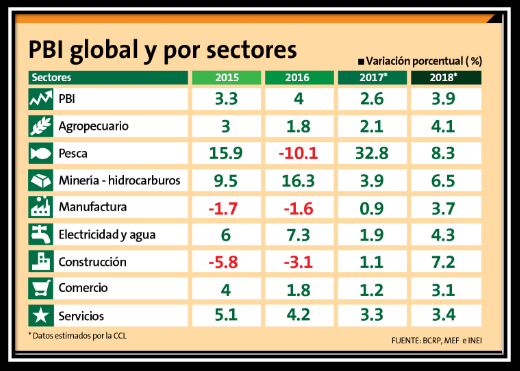 PBI global y por sectores
■ Variación porcentual (%)
Sectores 2015 2016 2017* 2018*
PBI 3.3 4 2.6 3.9
Agropecuario 3 1.8 2.1 4.1
Pesca 15.9 -10.1 32.8 8.3
Minería - hidrocarburos 9.5 16.3 3.9 6.5
Manufactura -1.7 -1.6 0.9 3.7
Electricidad y agua 6 7.3 1.9 4.3
Construcción -5.8 -3.1 1.1 7.2
Comercio 4 1.8 1.2 3.1
Servicios 5.1 4.2 3.3 3.4
* Datos estimados por la CCL
FUENTE: BCRP, MEF e INEI